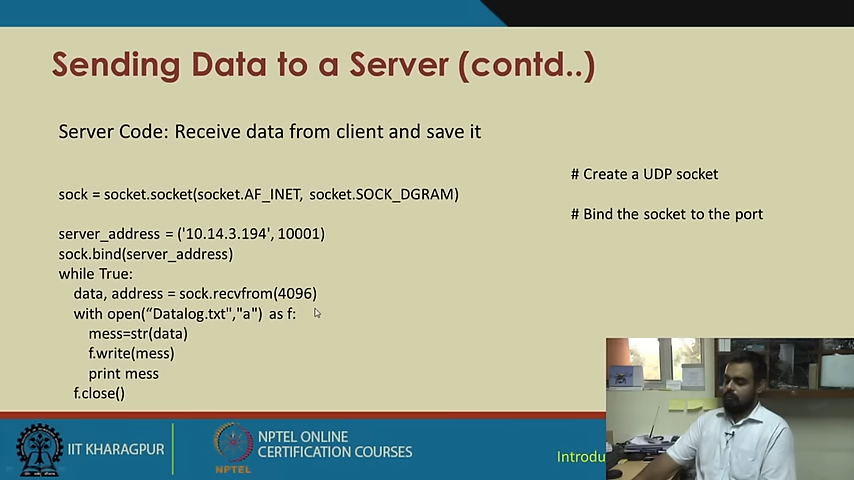 Sending Data to a Server (contd..)
Server Code: Receive data from client and save it
# Create a UDP socket
sock = socket.socket(socket.AF_INET, socket.SOCK_DGRAM)
# Bind the socket to the port
server_address = ('10.14.3.194', 10001)
sock.bind(server_address)
while True:
data, address = sock.recvfrom(4096)
with open(“Datalog.txt","a") as f:
mess=str(data)
f.write(mess)
print mess
f.close()
IIT KHARAGPUR
NPTEL
NPTEL ONLINE
CERTIFICATION COURSES
Introdu